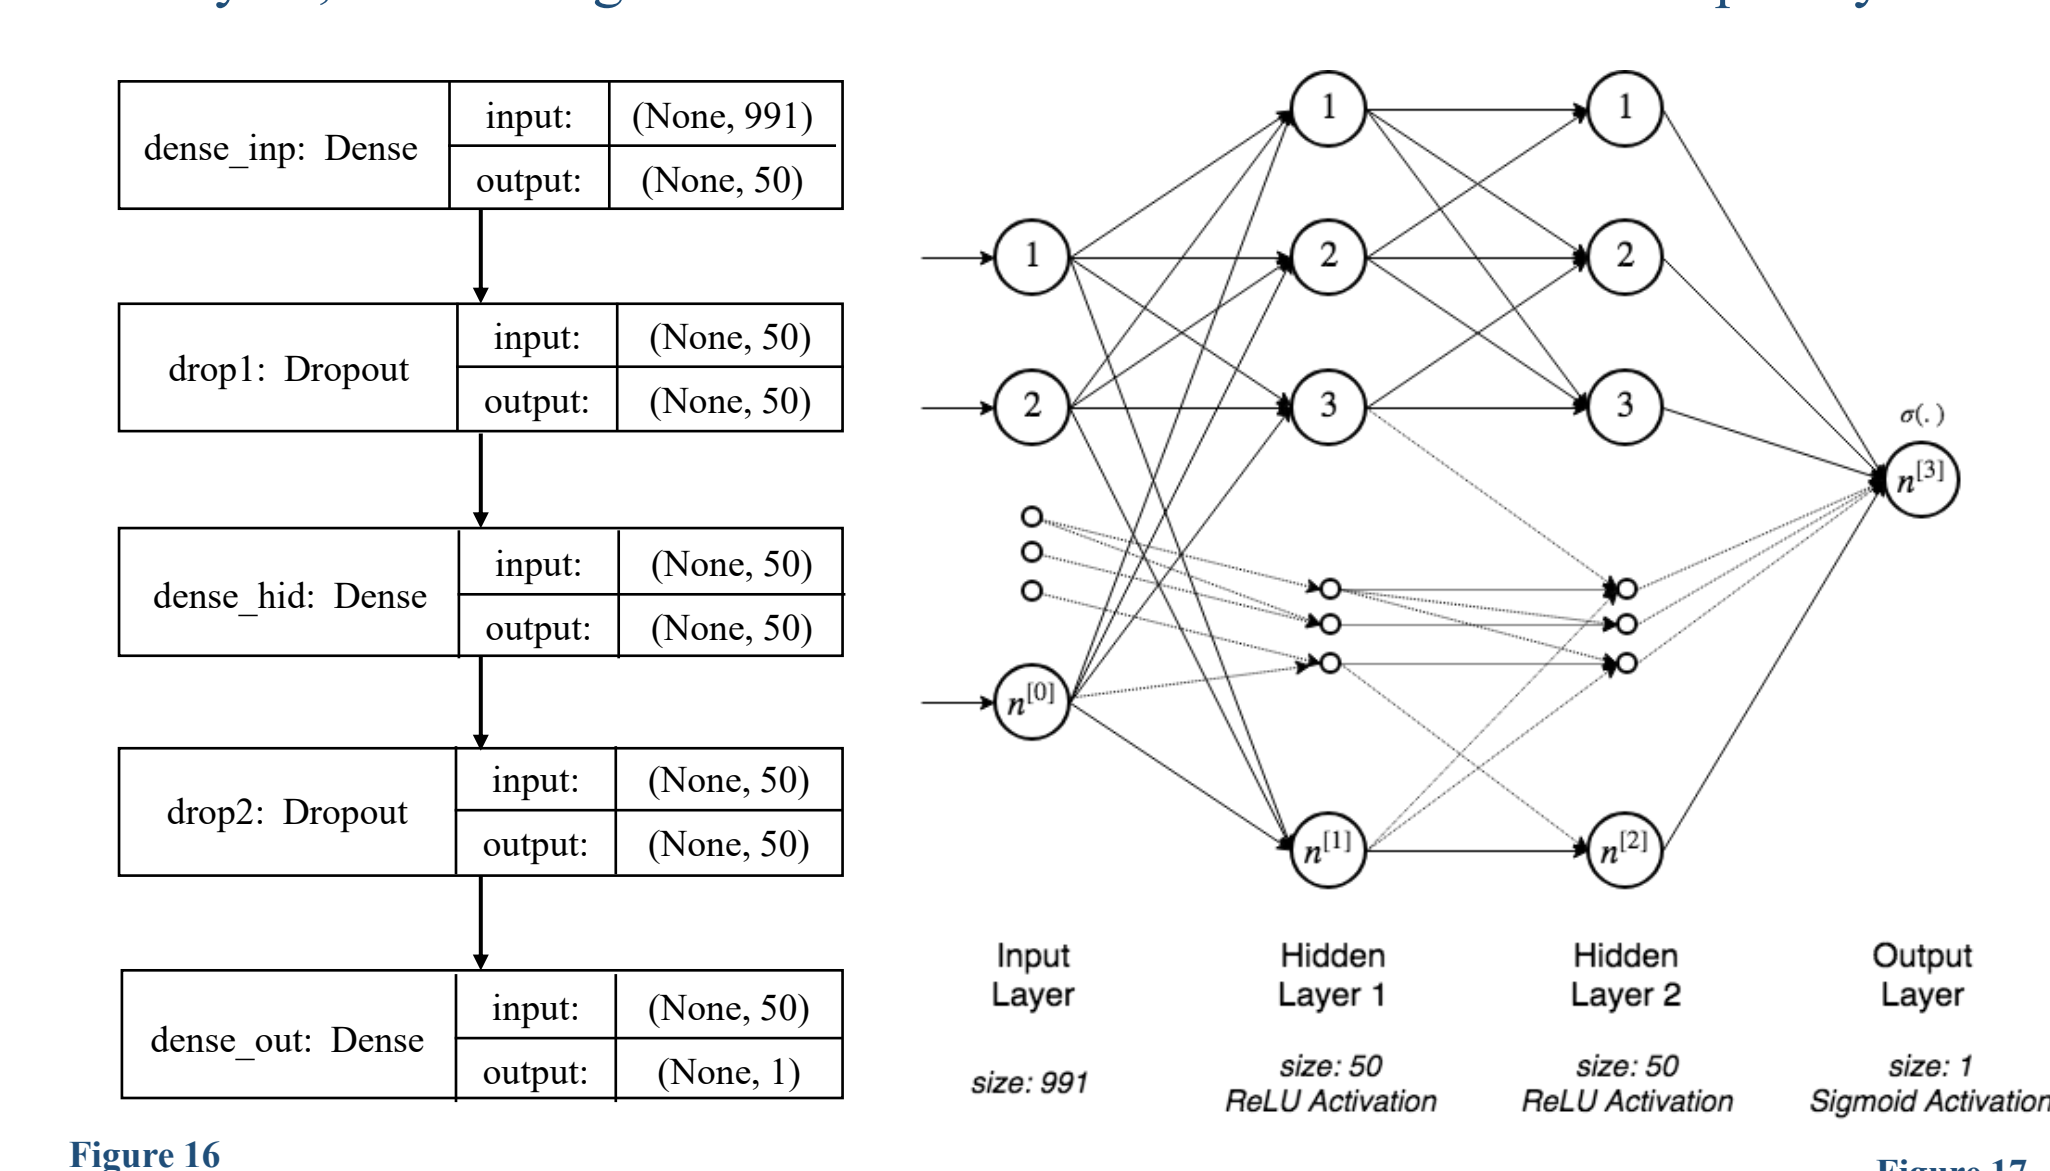 dense_inp: Dense
input:
(None, 991)
output:
(None, 50)
drop1: Dropout
input:
(None, 50)
output:
(None, 50)
dense_hid: Dense
input:
(None, 50)
output:
(None, 50)
drop2: Dropout
input:
(None, 50)
output:
(None, 50)
dense_out: Dense
input:
(None, 50)
output:
(None, 1)
Figure 16
1
2
n[0]
1
2
3
n[1]
1
2
3
n[2]
σ(.)
n[3]
Input
Layer
size: 991
Hidden
Layer 1
size: 50
ReLU Activation
Hidden
Layer 2
size: 50
ReLU Activation
Output
Layer
size: 1
Sigmoid Activation
Figure 17